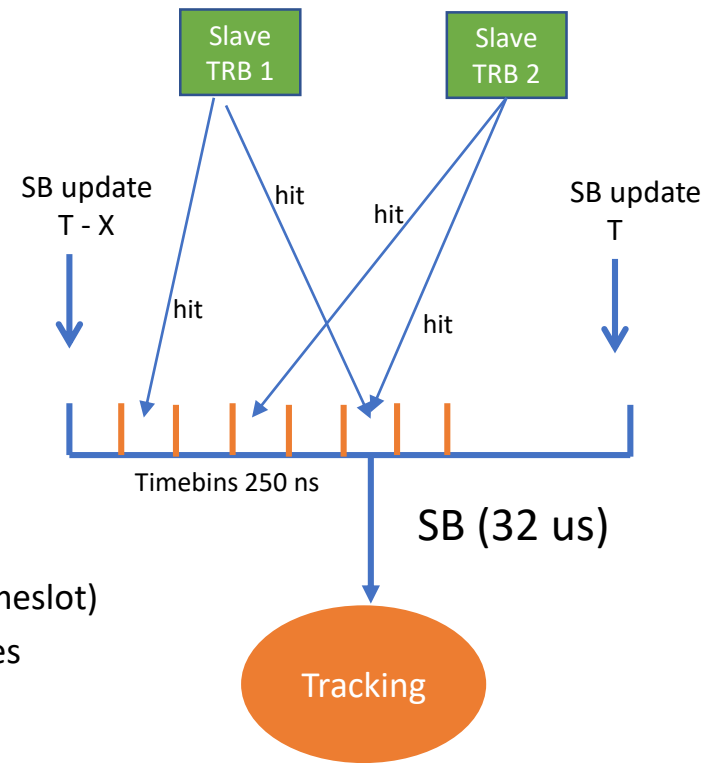 Slave
TRB 1
Slave
TRB 2
SB update
T - X
hit
hit
SB update
T
hit
hit
Timebins 250 ns
SB (32 us)
neslot)
es
Tracking